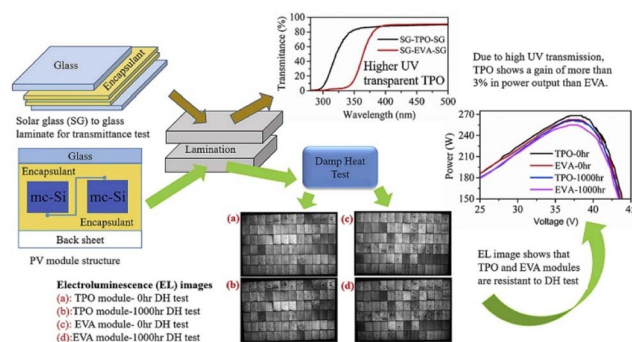 Glass
Encapsulant
Solar glass (SG) to glass
laminate for transmittance test
Glass
Encapsulant
mc-Si
mc-Si
Encapsulant
Back sheet
PV module structure
Lamination
Transmitance (%)
100
80
60
40
20
0
SG-TPO-SG
SG-EVA-SG
Higher UV
transparent TPO
300
350
400
450
500
Wavelength (nm)
Damp Heat
Test
Due to high UV transmission,
TPO shows a gain of more than
3% in power output than EVA.
Power (W)
270
240
210
180
150
TPO-0hr
EVA-0hr
TPO-1000hr
EVA-1000hr
25
30
35
40
45
Voltage (V)
(a)
(c)
(b)
(d)
EL image shows that
TPO and EVA modules
are resistant to DH test
Electroluminescence (EL) images
(a): TPO module- 0hr DH test
(b):TPO module-1000hr DH test
(c): EVA module- 0hr DH test
(d):EVA module-1000hr DH test